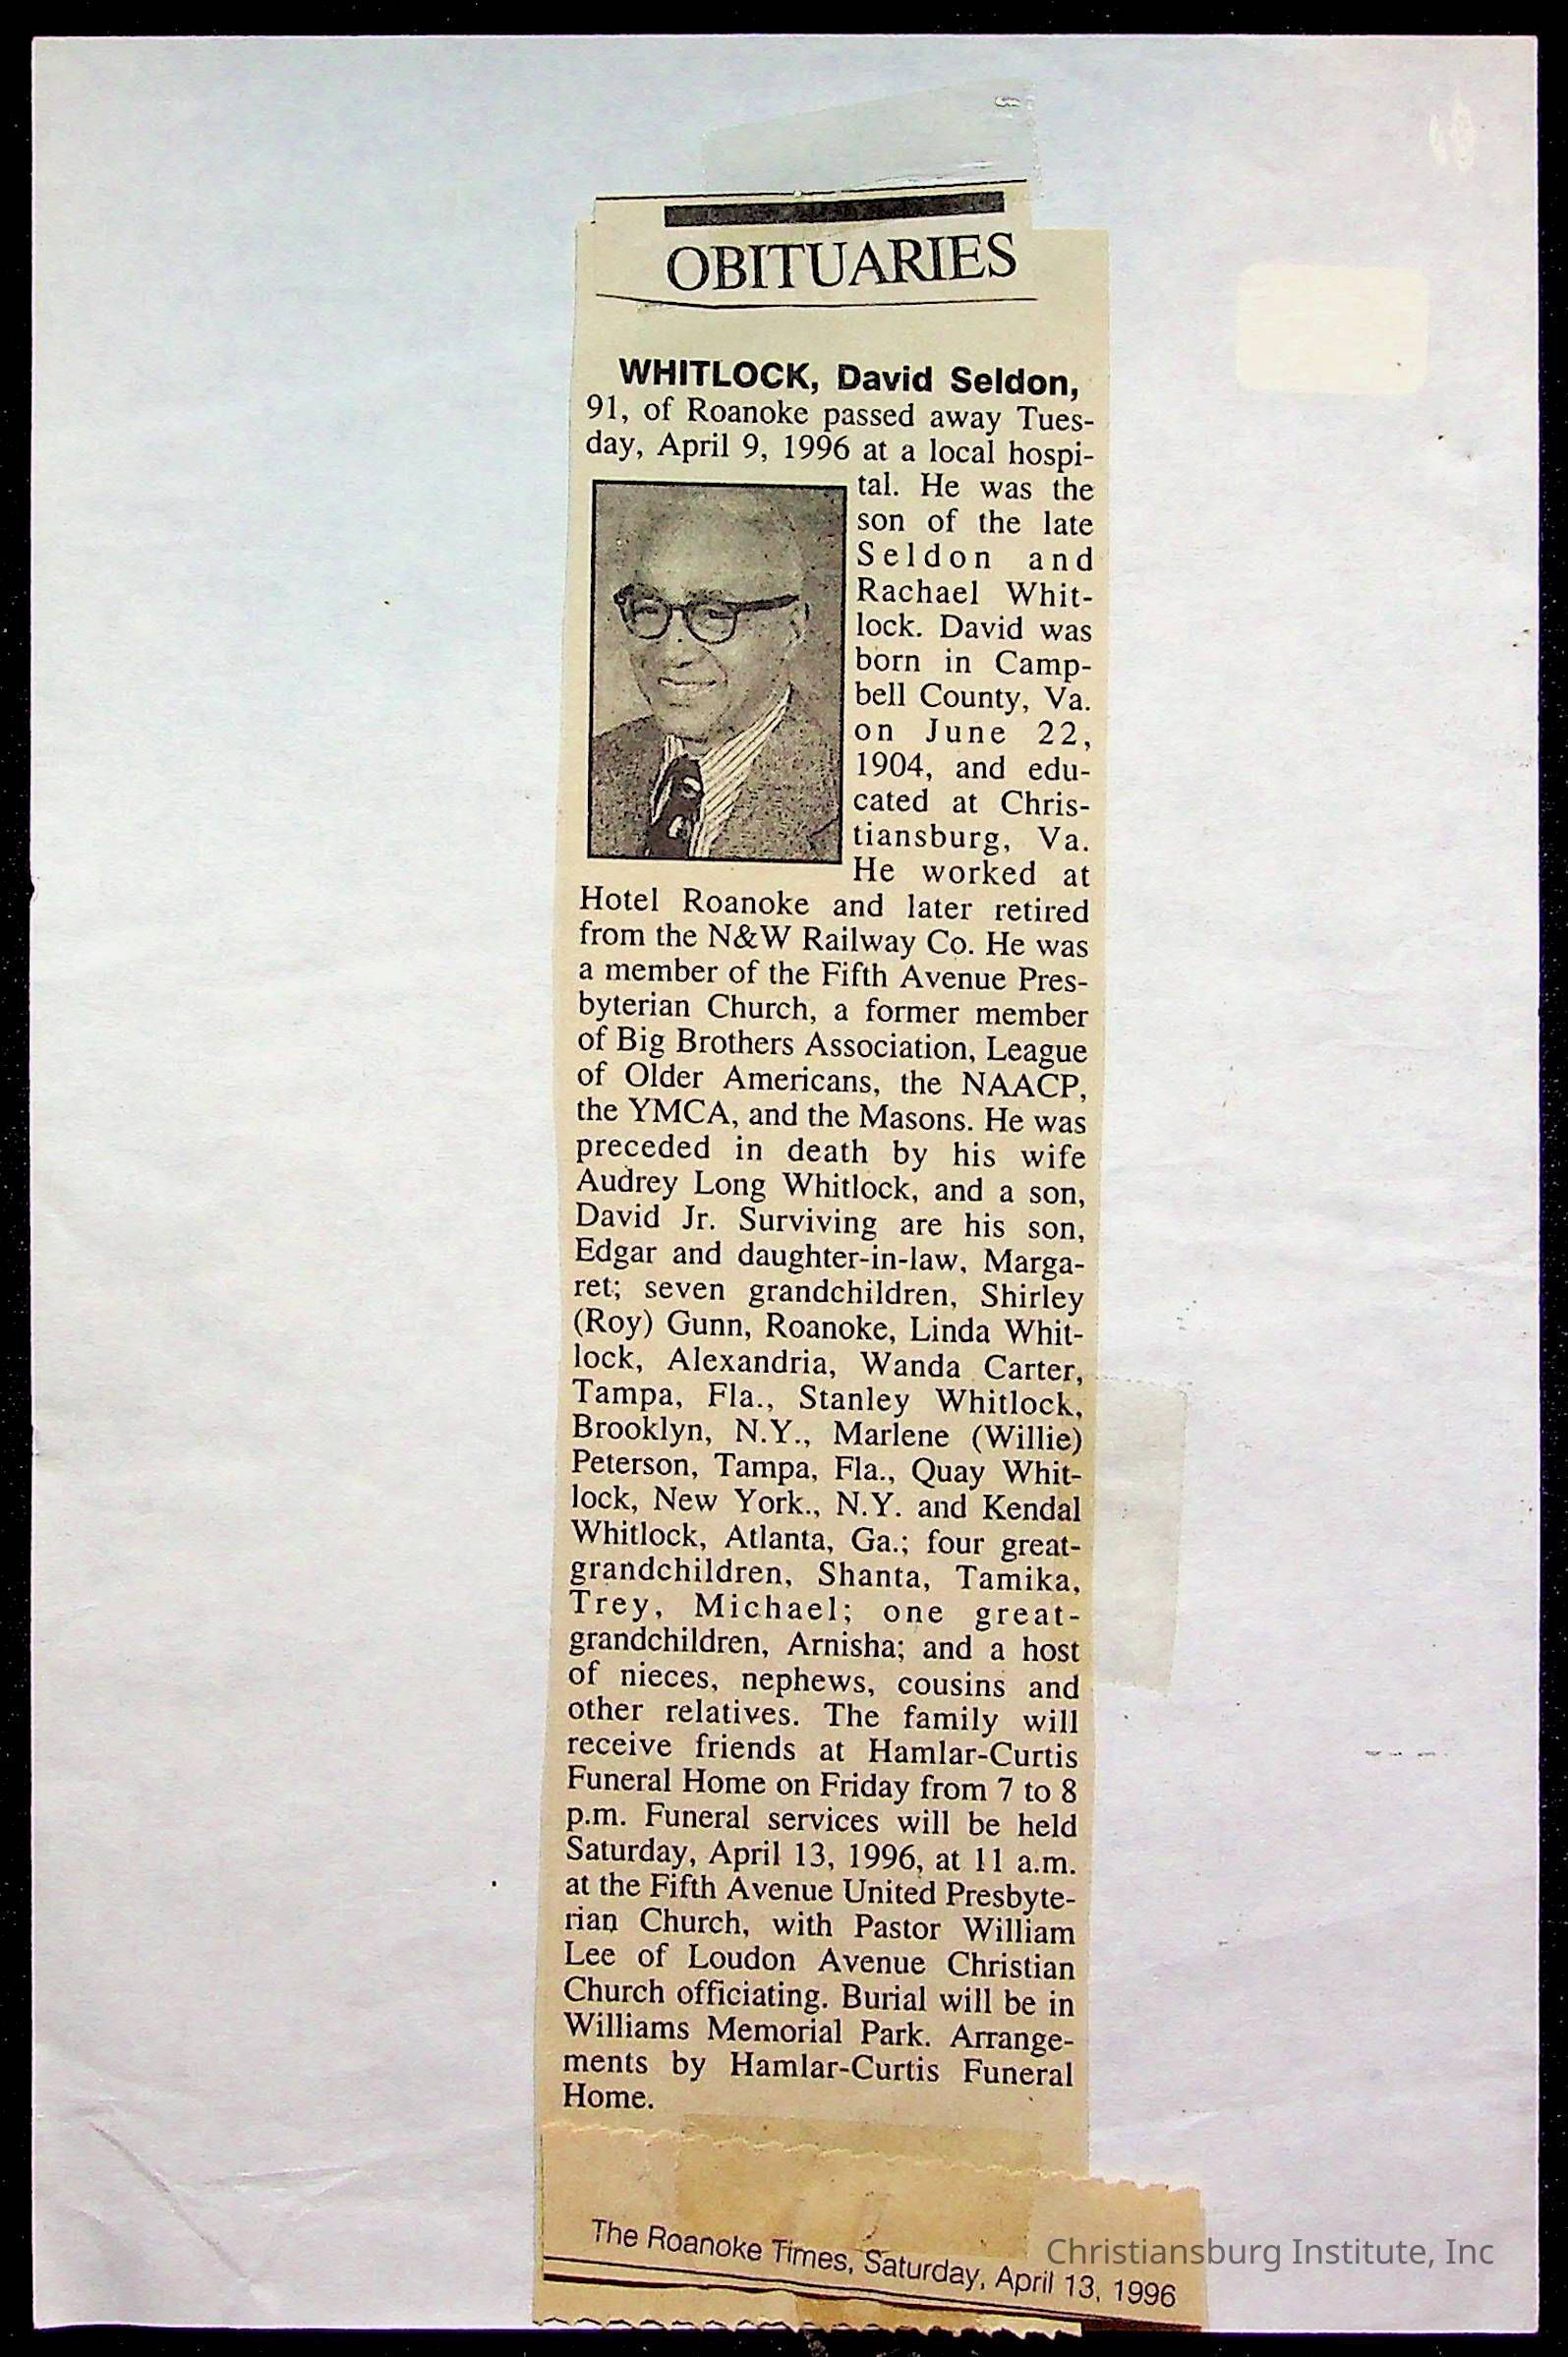 OBITUARIES
WHITLOCK, David Seldon,
91, of Roanoke passed away Tues-
day, April 9, 1996 at a local hospi-
tal. He was the
son of the late
Seldon and
Rachael Whit-
lock. David was
born in Camp-
bell County, Va.
on June 22,
1904, and edu-
cated at Chris-
tiansburg, Va.
He worked at
Hotel Roanoke and later retired
from the N&W Railway Co. He was
a member of the Fifth Avenue Pres-
byterian Church, a former member
of Big Brothers Association, League
of Older Americans, the NAACP,
the YMCA, and the Masons. He was
preceded in death by his wife
Audrey Long Whitlock, and a son,
David Jr. Surviving are his son,
Edgar and daughter-in-law, Marga-
ret; seven grandchildren, Shirley
(Roy) Gunn, Roanoke, Linda Whit-
lock, Alexandria, Wanda Carter,
Tampa, Fla., Stanley Whitlock,
Brooklyn, N.Y., Marlene (Willie)
Peterson, Tampa, Fla., Quay Whit-
lock, New York., N.Y. and Kendal
Whitlock, Atlanta, Ga.; four great-
grandchildren, Shanta, Tamika,
Trey, Michael; one great-
grandchildren, Arnisha; and a host
of nieces, nephews, cousins and
other relatives. The family will
receive friends at Hamlar-Curtis
Funeral Home on Friday from 7 to 8
p.m. Funeral services will be held
Saturday, April 13, 1996, at 11 a.m.
at the Fifth Avenue United Presbyte-
rian Church, with Pastor William
Lee of Loudon Avenue Christian
Church officiating. Burial will be in
Williams Memorial Park. Arrange-
ments by Hamlar-Curtis Funeral
Home.
The Roanoke Times, Saturday, April 13, 1996
Christiansburg Institute, Inc